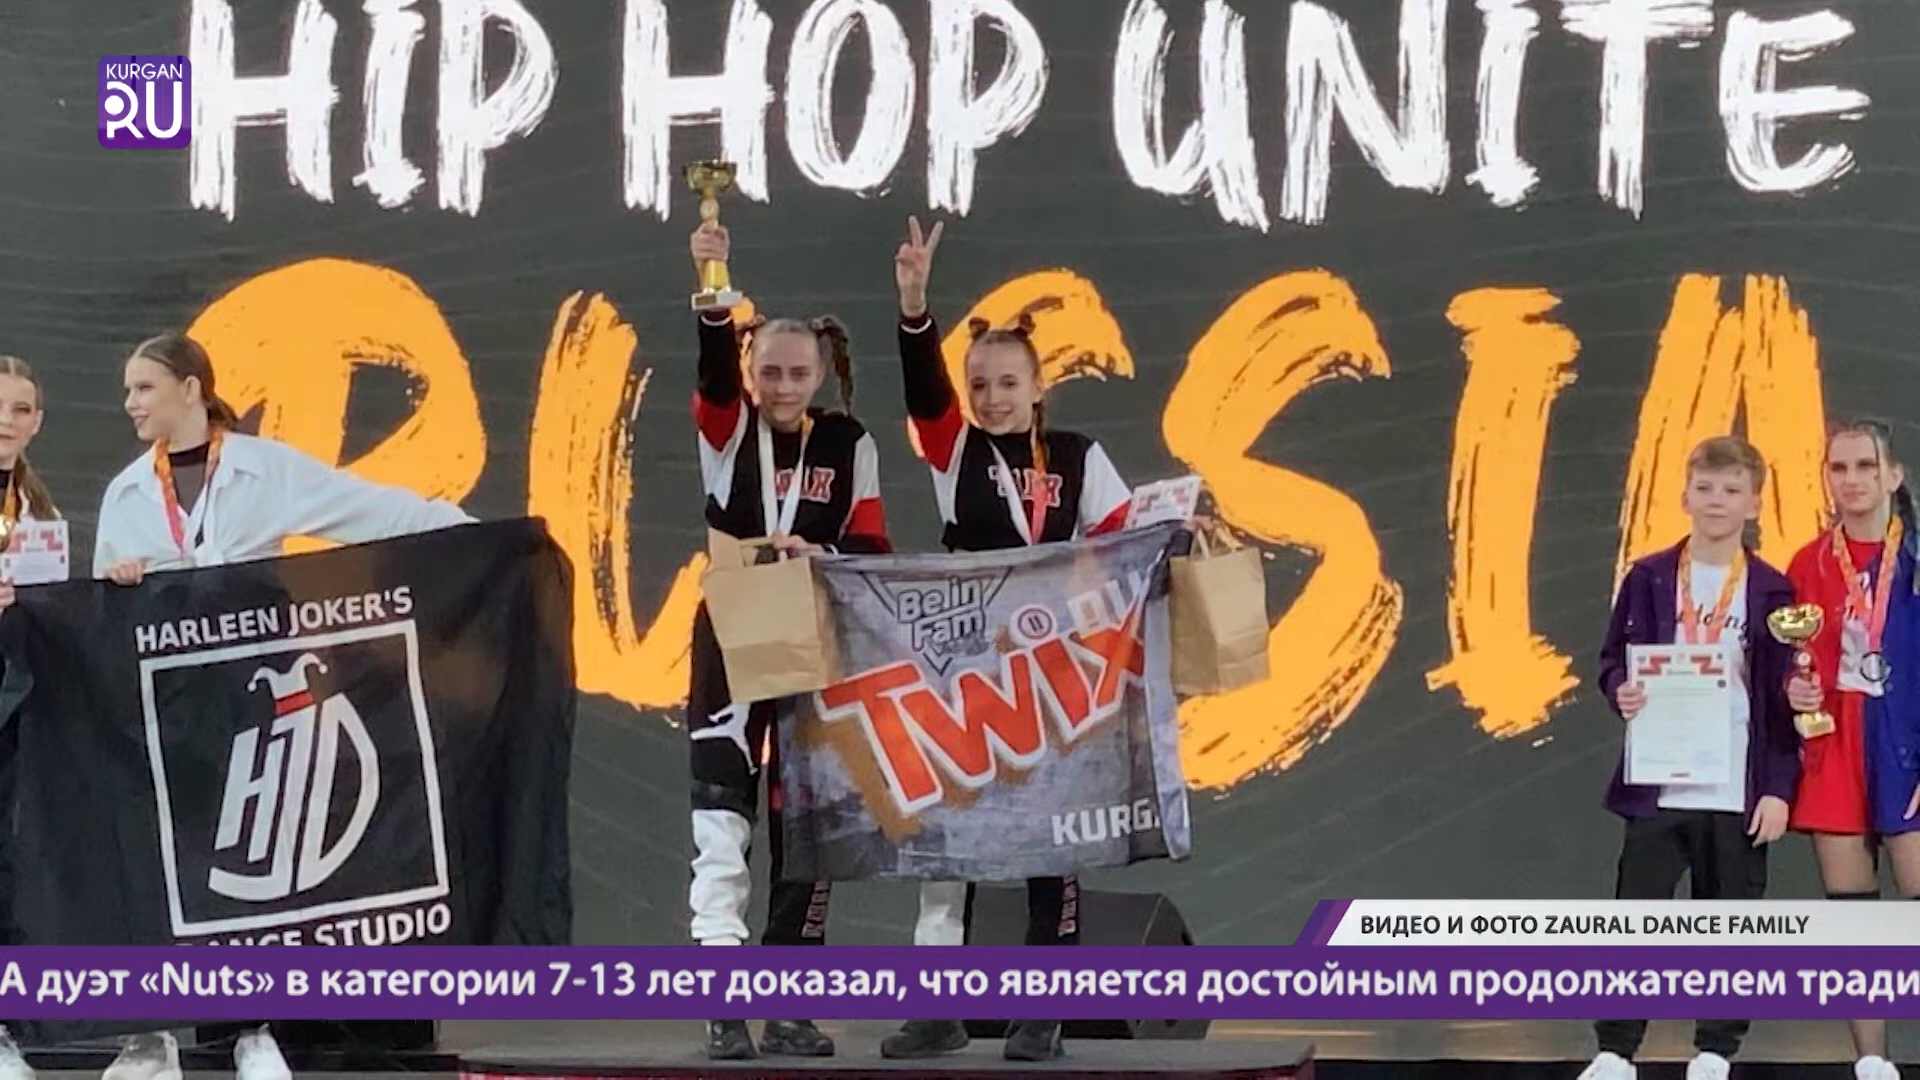 HIP HOP UNITE
RUSSIA
KURGAN
RU
HARLEEN JOKER'S
HJD
DANCE STUDIO
Belin
Fam
TWIX
KURG
ВИДЕО И ФОТО ZAURAL DANCE FAMILY
А дуэт «Nuts» в категории 7-13 лет доказал, что является достойным продолжателем тради